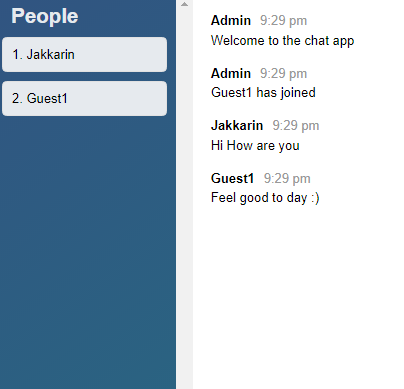 People
1. Jakkarin
2. Guest1
Admin 9:29 pm
Welcome to the chat app
Admin 9:29 pm
Guest1 has joined
Jakkarin 9:29 pm
Hi How are you
Guest1 9:29 pm
Feel good to day :)